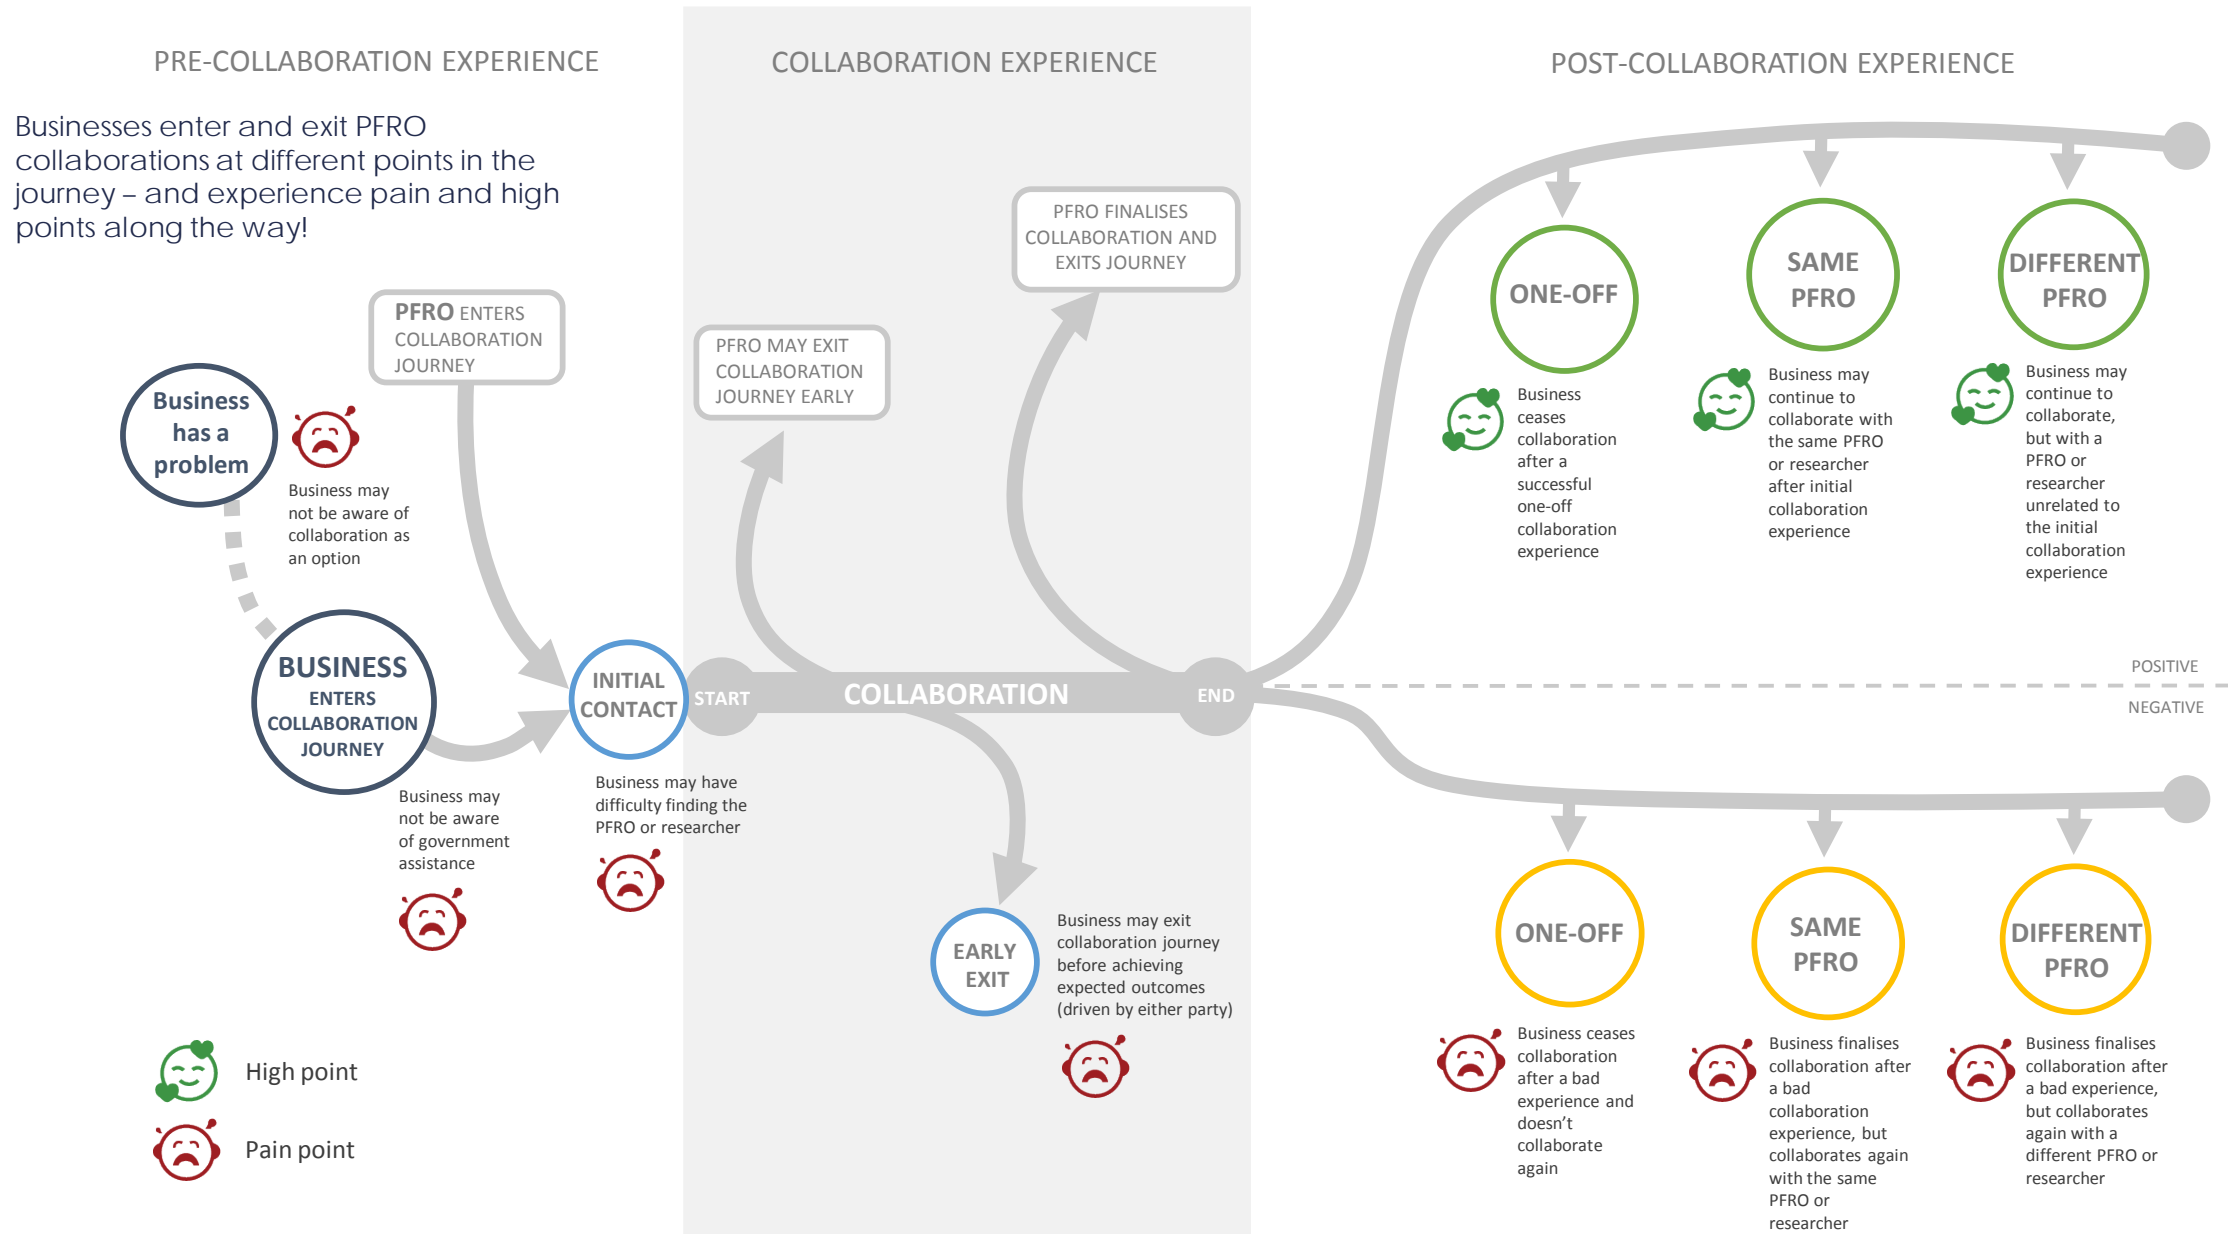 PRE-COLLABORATION EXPERIENCE
Businesses enter and exit PFRO
collaborations at different points in the
journey – and experience pain and high
points along the way!
Business
has a
problem
Business may
not be aware of
collaboration as
an option
PFRO ENTERS
COLLABORATION
JOURNEY
BUSINESS
ENTERS
COLLABORATION
JOURNEY
Business may
not be aware
of government
assistance
INITIAL
CONTACT
Business may have
difficulty finding the
PFRO or researcher
High point
Pain point
COLLABORATION EXPERIENCE
PFRO MAY EXIT
COLLABORATION
JOURNEY EARLY
PFRO FINALISES
COLLABORATION AND
EXITS JOURNEY
START
COLLABORATION
END
EARLY
EXIT
Business may exit
collaboration journey
before achieving
expected outcomes
(driven by either party)
POST-COLLABORATION EXPERIENCE
ONE-OFF
Business
ceases
collaboration
after a
successful
one-off
collaboration
experience
SAME
PFRO
Business may
continue to
collaborate with
the same PFRO
or researcher
after initial
collaboration
experience
DIFFERENT
PFRO
Business may
continue to
collaborate,
but with a
PFRO or
researcher
unrelated to
the initial
collaboration
experience
POSITIVE
NEGATIVE
ONE-OFF
Business ceases
collaboration
after a bad
experience and
doesn't
collaborate
again
SAME
PFRO
Business finalises
collaboration after
a bad
collaboration
experience, but
collaborates again
with the same
PFRO or
researcher
DIFFERENT
PFRO
Business finalises
collaboration after
a bad experience,
but collaborates
again with a
different PFRO or
researcher